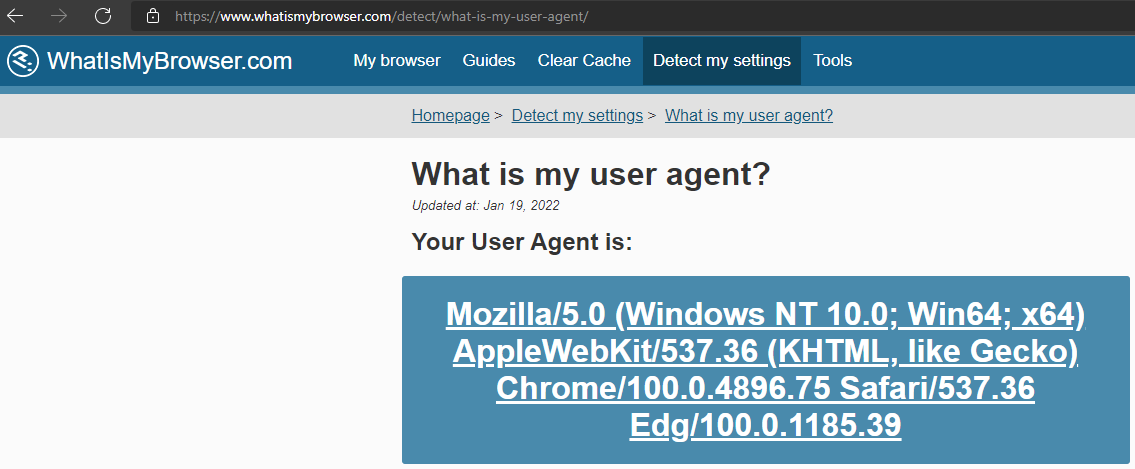 https://www.whatismybrowser.com/detect/what-is-my-user-agent/
WhatIsMyBrowser.com My browser Guides Clear Cache Detect my settings Tools
Homepage > Detect my settings > What is my user agent?
What is my user agent?
Updated at: Jan 19, 2022
Your User Agent is:
Mozilla/5.0 (Windows NT 10.0; Win64; x64)
AppleWebKit/537.36 (KHTML, like Gecko)
Chrome/100.0.4896.75 Safari/537.36
Edg/100.0.1185.39